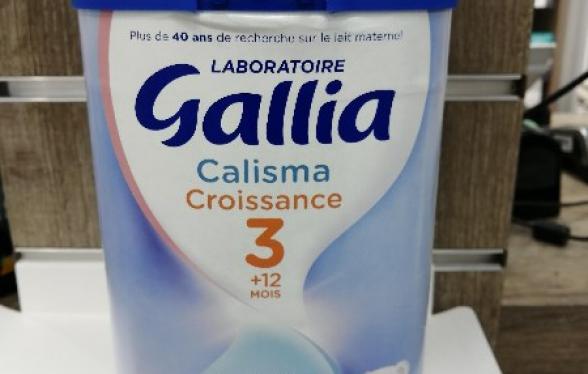 Plus de 40 ans de recherche sur le lait maternel
LABORATOIRE
Gallia
Calisma
Croissance
3
+12
MOIS